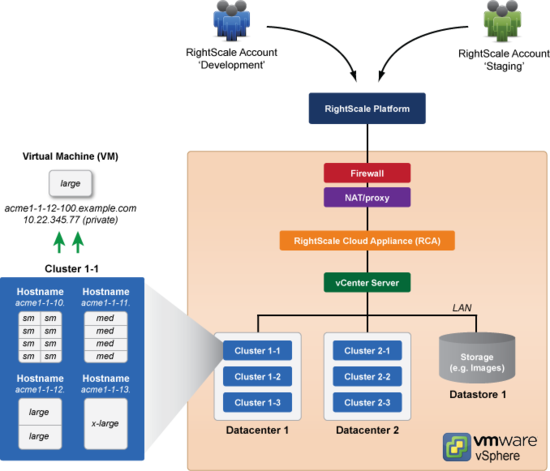 RightScale Account
'Development'
RightScale Account
'Staging'
RightScale Platform
Virtual Machine (VM)
large
acme1-1-12-100.example.com
10.22.345.77 (private)
Cluster 1-1
Hostname
acme1-1-10.
sm sm
sm sm
sm sm
sm sm
Hostname
acme1-1-11.
med
med
med
med
Hostname
acme1-1-12.
large
large
Hostname
acme1-1-13.
x-large
Firewall
NAT/proxy
RightScale Cloud Appliance (RCA)
vCenter Server
LAN
Cluster 1-1
Cluster 1-2
Cluster 1-3
Datacenter 1
Cluster 2-1
Cluster 2-2
Cluster 2-3
Datacenter 2
Storage
(e.g. Images)
Datastore 1
vmware
vSphere